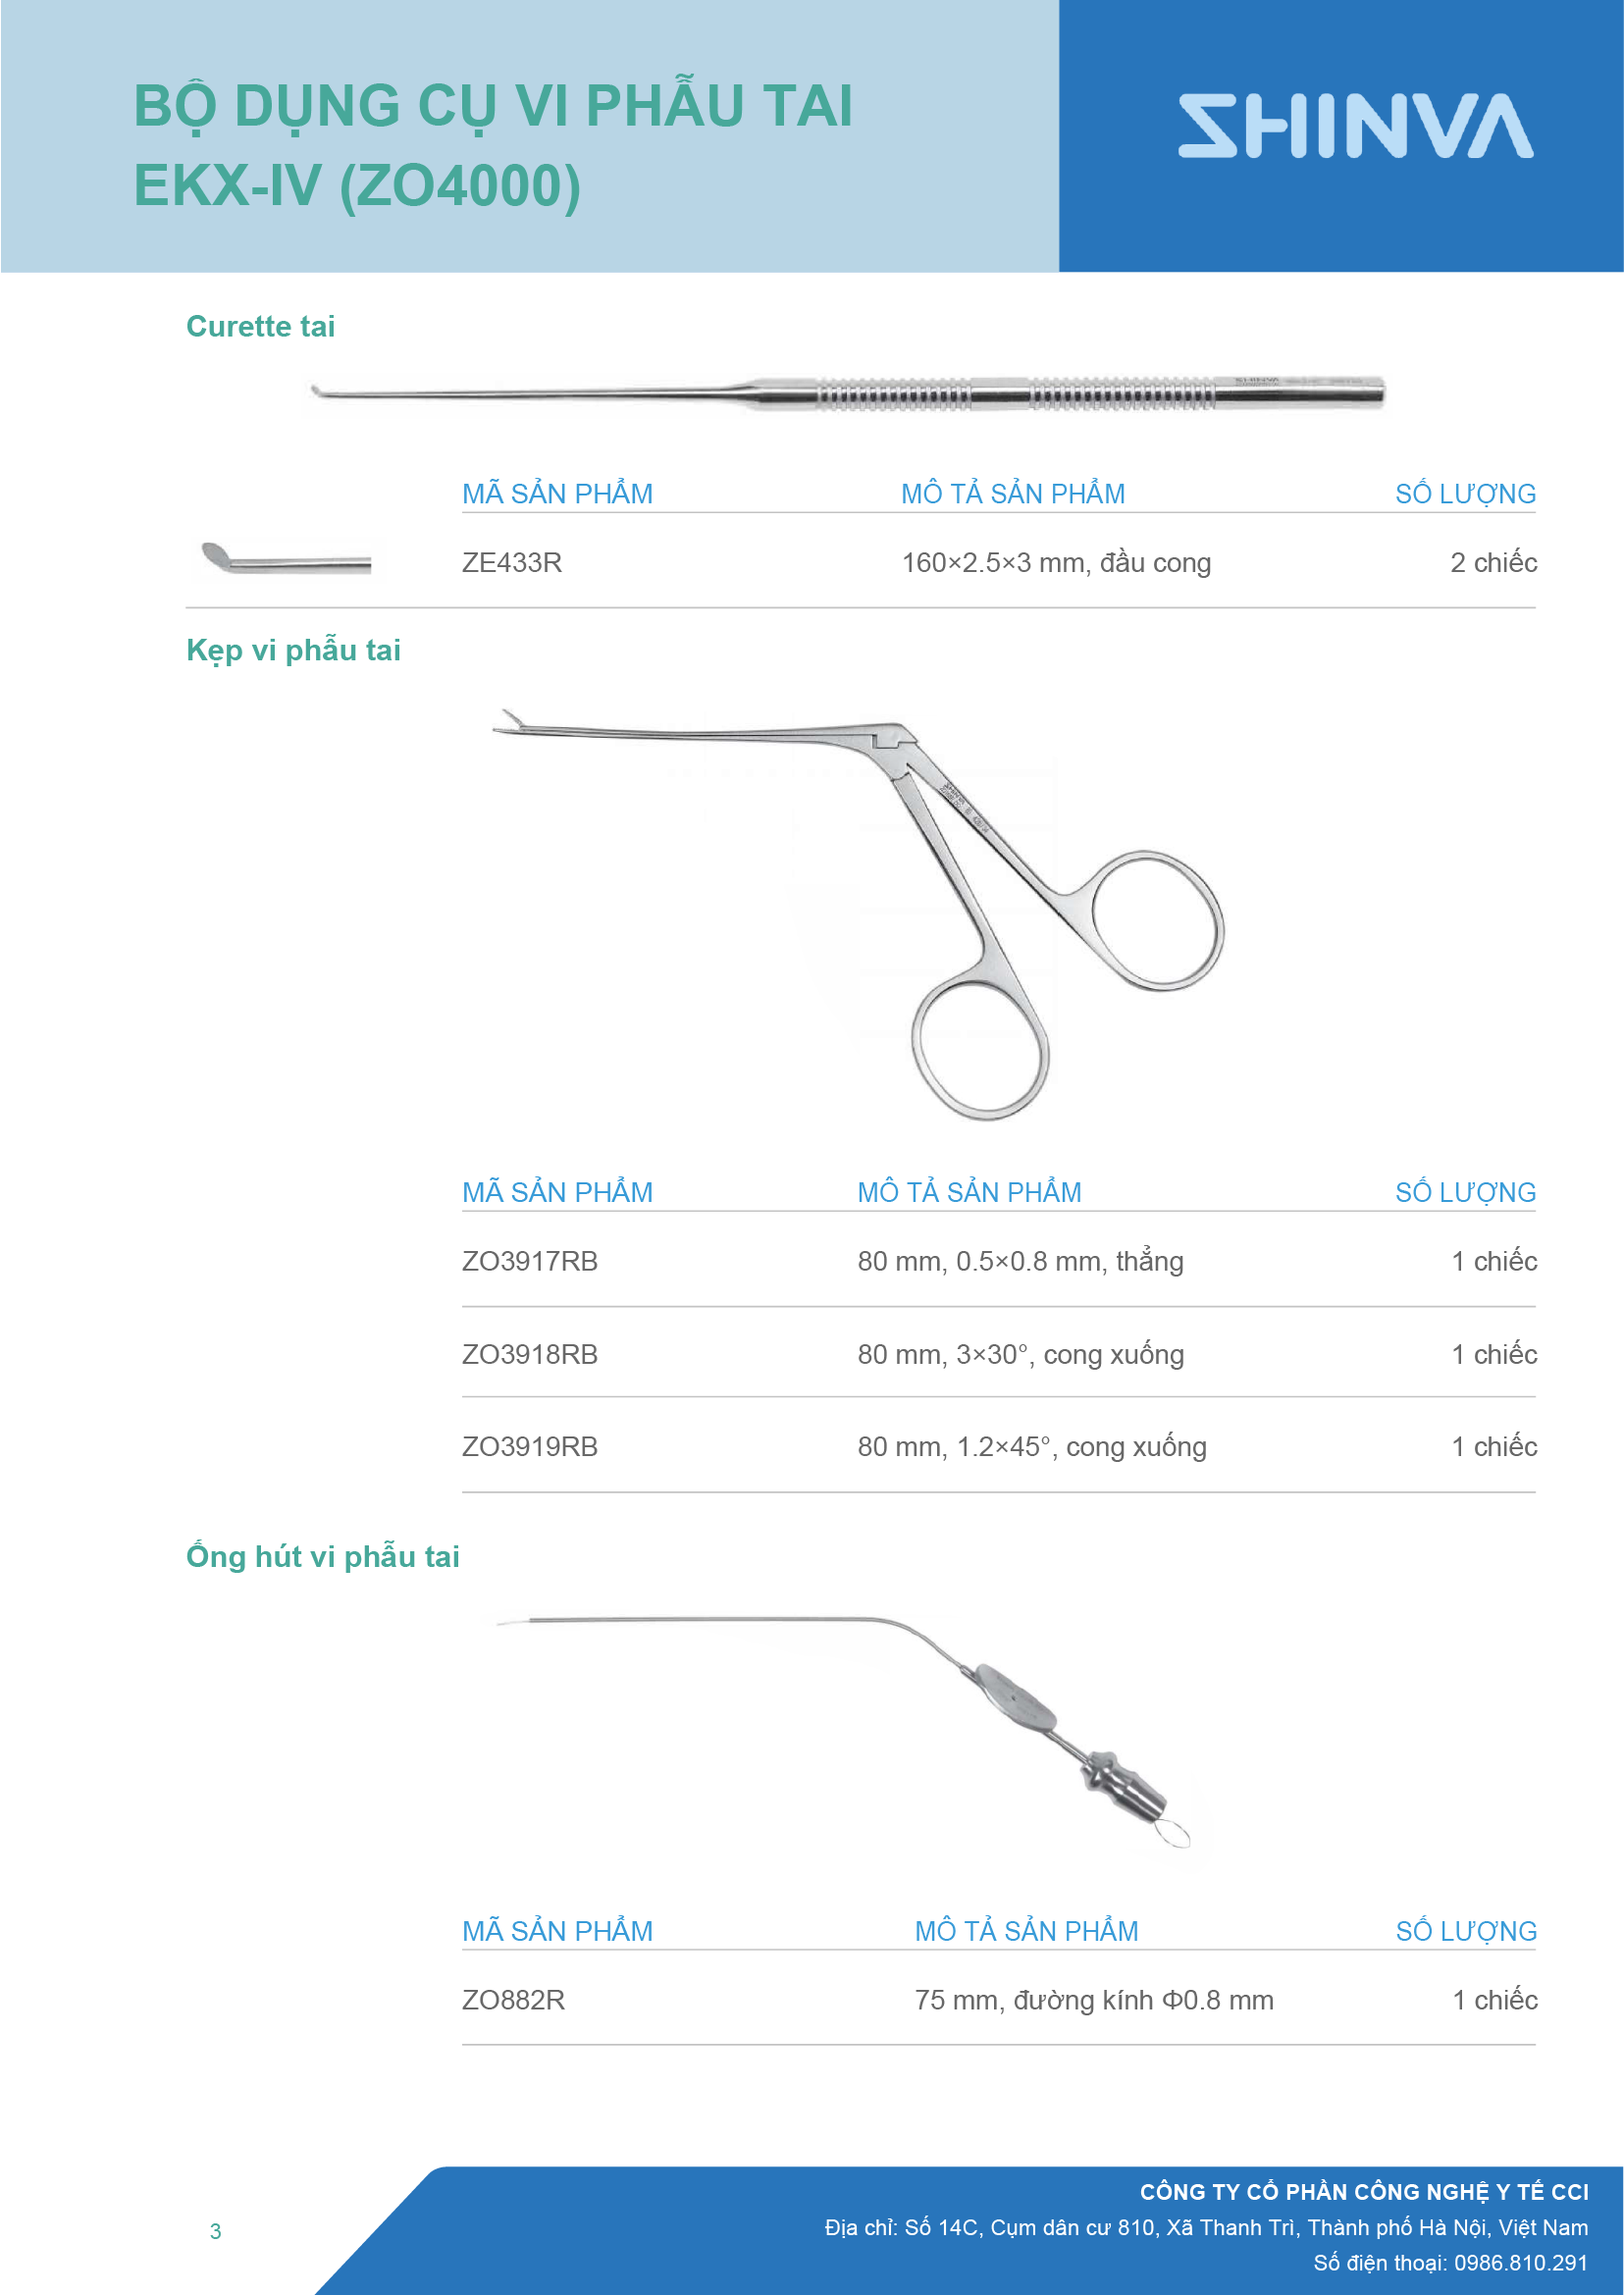 BỘ DỤNG CỤ VI PHẪU TAI
EKX-IV (ZO4000)
SHINVA
Curette tai
SHINVA
MÃ SẢN PHẨM MÔ TẢ SẢN PHẨM SỐ LƯỢNG
ZE433R 160×2.5×3 mm, đầu cong 2 chiếc
Kẹp vi phẫu tai
SHINVA
MÃ SẢN PHẨM MÔ TẢ SẢN PHẨM SỐ LƯỢNG
ZO3917RB 80 mm, 0.5×0.8 mm, thẳng 1 chiếc
ZO3918RB 80 mm, 3×30°, cong xuống 1 chiếc
ZO3919RB 80 mm, 1.2×45°, cong xuống 1 chiếc
Ống hút vi phẫu tai
MÃ SẢN PHẨM MÔ TẢ SẢN PHẨM SỐ LƯỢNG
ZO882R 75 mm, đường kính Φ0.8 mm 1 chiếc
CÔNG TY CỔ PHẦN CÔNG NGHỆ Y TẾ CCI
Địa chỉ: Số 14C, Cụm dân cư 810, Xã Thanh Trì, Thành phố Hà Nội, Việt Nam
Số điện thoại: 0986.810.291
3